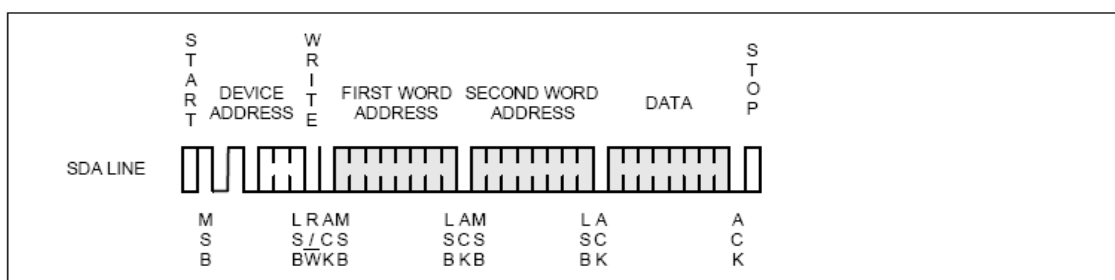 START
WRITE
STOP
DEVICE ADDRESS
FIRST WORD ADDRESS
SECOND WORD ADDRESS
DATA
SDA LINE
MSB
LSB
R/W
ACK
MSB
LSB
ACK
MSB
LSB
ACK
ACK